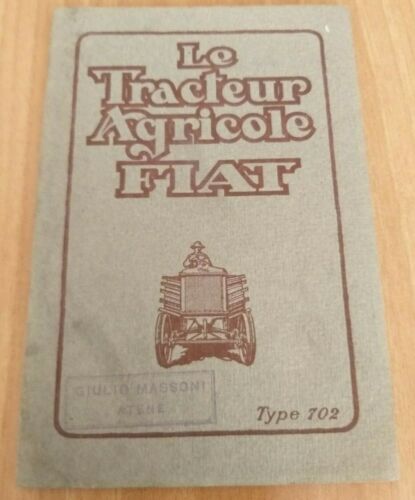 Le
Tracteur
Agricole
FIAT
GIULIO MASSONI
ATENE
Type 702